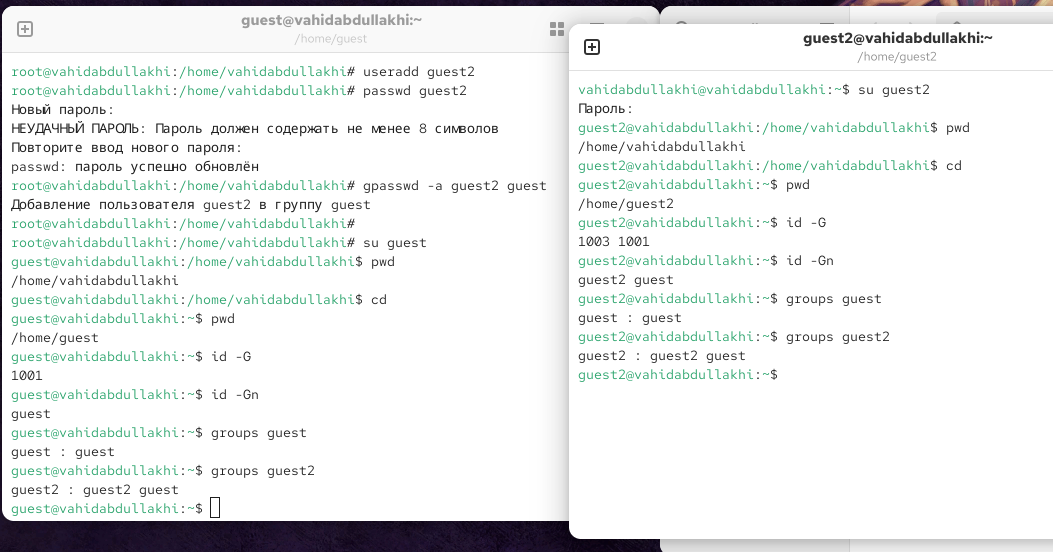 guest@vahidabdullakhi:~
/home/guest
root@vahidabdullakhi:/home/vahidabdullakhi# useradd guest2
root@vahidabdullakhi:/home/vahidabdullakhi# passwd guest2
Новый пароль:
НЕУДАЧНЫЙ ПАРОЛЬ: Пароль должен содержать не менее 8 символов
Повторите ввод нового пароля:
passwd: пароль успешно обновлён
root@vahidabdullakhi:/home/vahidabdullakhi# gpasswd -a guest2 guest
Добавление пользователя guest2 в группу guest
root@vahidabdullakhi:/home/vahidabdullakhi#
root@vahidabdullakhi:/home/vahidabdullakhi# su guest
guest@vahidabdullakhi:/home/vahidabdullakhi$ pwd
/home/vahidabdullakhi
guest@vahidabdullakhi:/home/vahidabdullakhi$ cd
guest@vahidabdullakhi:~$ pwd
/home/guest
guest@vahidabdullakhi:~$ id -G
1001
guest@vahidabdullakhi:~$ id -Gn
guest
guest@vahidabdullakhi:~$ groups guest
guest : guest
guest@vahidabdullakhi:~$ groups guest2
guest2 : guest2 guest
guest@vahidabdullakhi:~$
guest2@vahidabdullakhi:~
/home/guest2
vahidabdullakhi@vahidabdullakhi:~$ su guest2
Пароль:
guest2@vahidabdullakhi:/home/vahidabdullakhi$ pwd
/home/vahidabdullakhi
guest2@vahidabdullakhi:/home/vahidabdullakhi$ cd
guest2@vahidabdullakhi:~$ pwd
/home/guest2
guest2@vahidabdullakhi:~$ id -G
1003 1001
guest2@vahidabdullakhi:~$ id -Gn
guest2 guest
guest2@vahidabdullakhi:~$ groups guest
guest : guest
guest2@vahidabdullakhi:~$ groups guest2
guest2 : guest2 guest
guest2@vahidabdullakhi:~$